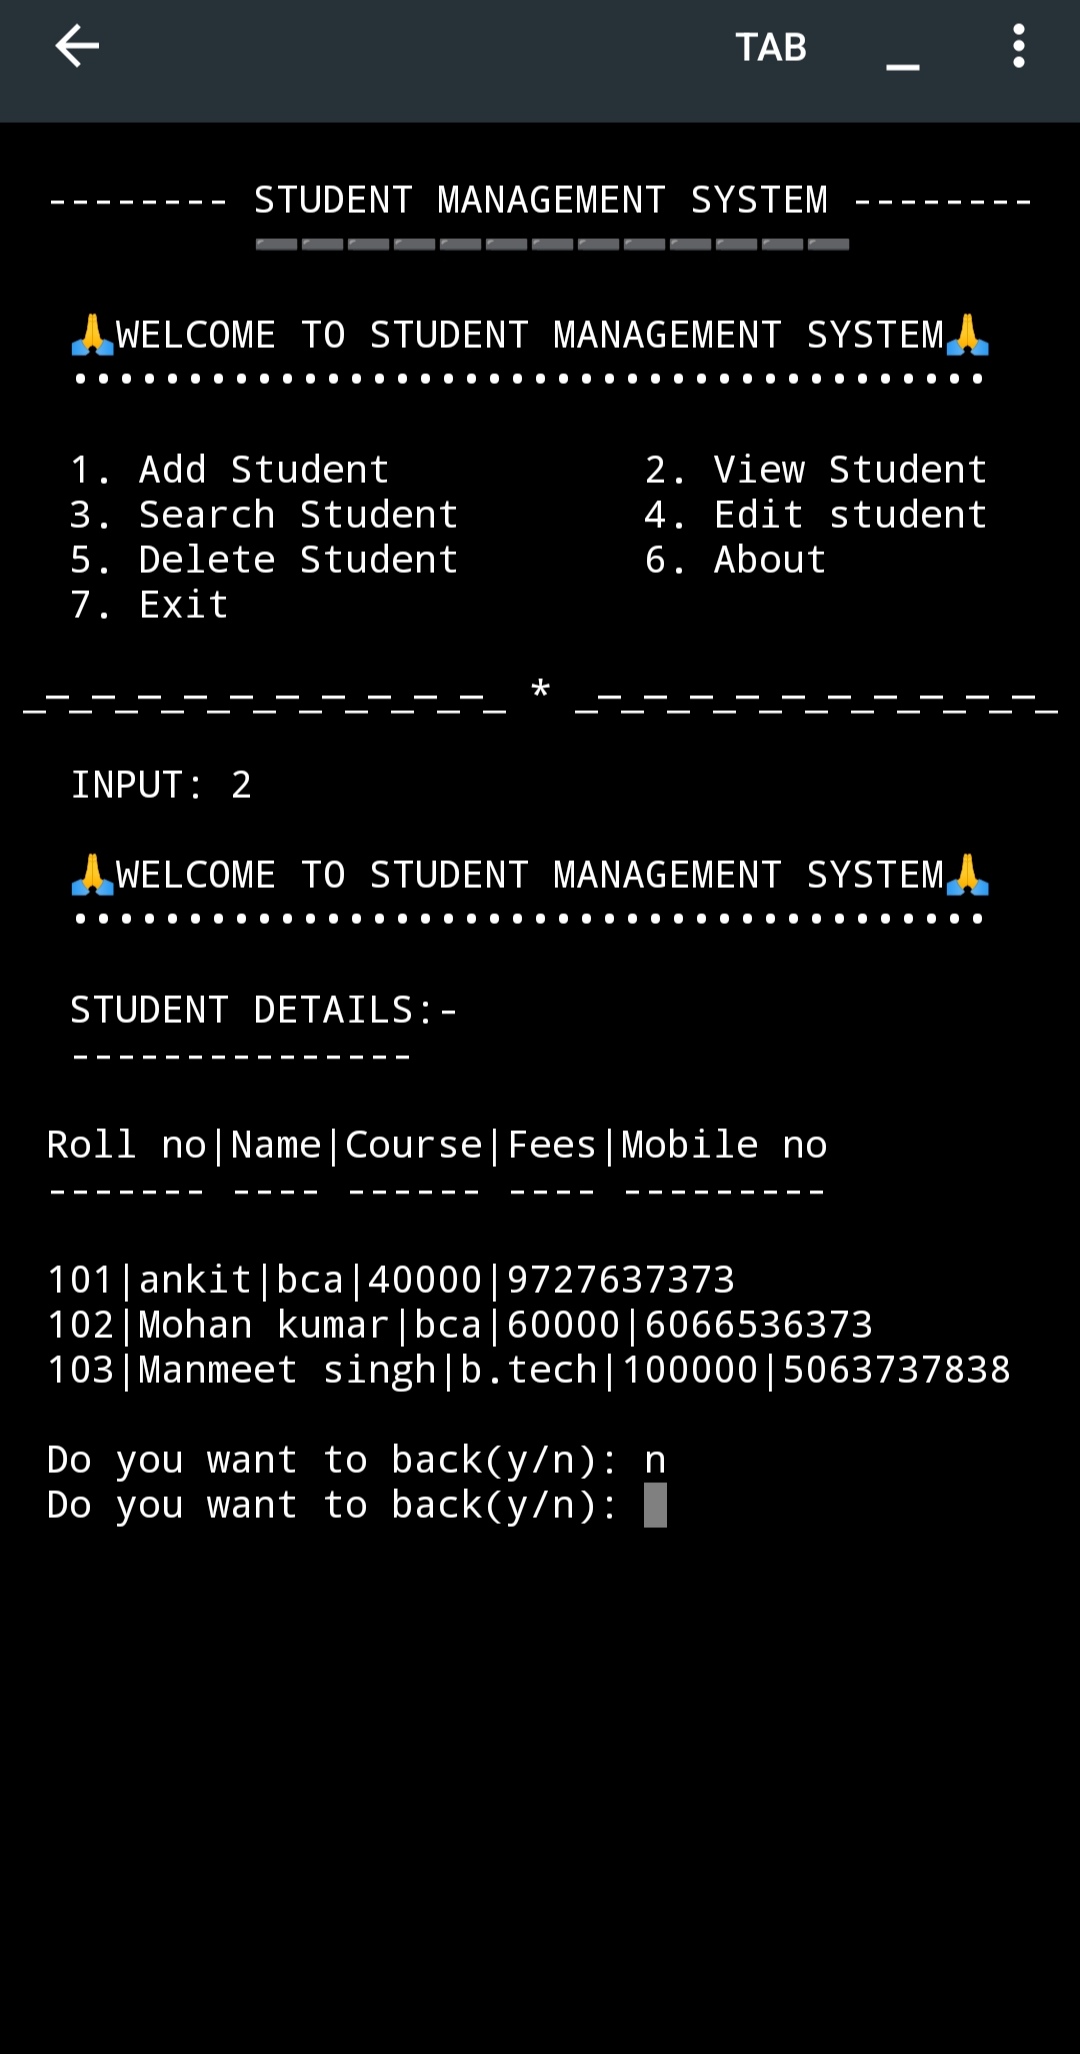 TAB _
-------- STUDENT MANAGEMENT SYSTEM --------
➖➖➖➖➖➖➖➖➖➖➖➖➖
🙏WELCOME TO STUDENT MANAGEMENT SYSTEM🙏
••••••••••••••••••••••••••••••••••••••••
1. Add Student 2. View Student
3. Search Student 4. Edit student
5. Delete Student 6. About
7. Exit
_-_-_-_-_-_-_-_-_-_-_ * _-_-_-_-_-_-_-_-_-_-_
INPUT: 2
🙏WELCOME TO STUDENT MANAGEMENT SYSTEM🙏
••••••••••••••••••••••••••••••••••••••••
STUDENT DETAILS:-
---------------
Roll no|Name|Course|Fees|Mobile no
------- ---- ------ ---- ---------
101|ankit|bca|40000|9727637373
102|Mohan kumar|bca|60000|6066536373
103|Manmeet singh|b.tech|100000|5063737838
Do you want to back(y/n): n
Do you want to back(y/n):